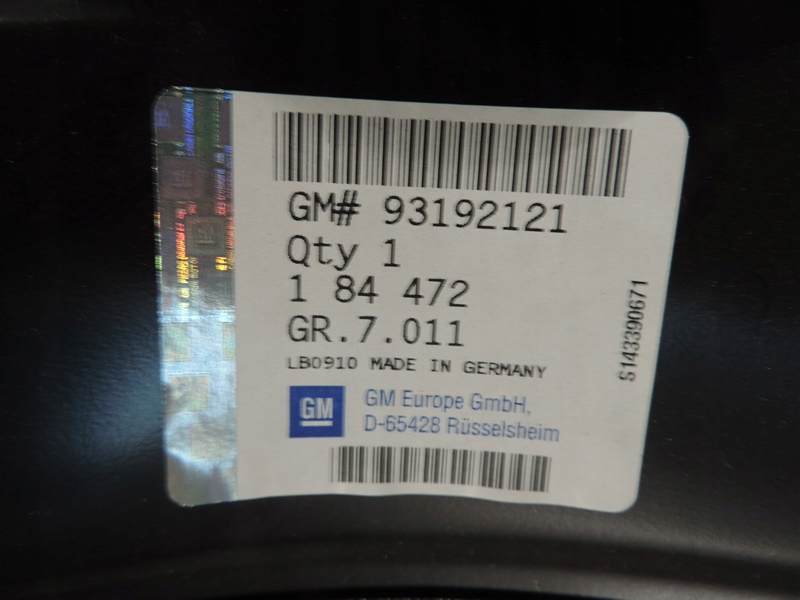 GM# 93192121
Qty 1
1 84 472
GR.7.011
LB0910 MADE IN GERMANY
GM
GM Europe GmbH,
D-65428 Rüsselsheim
S143390671